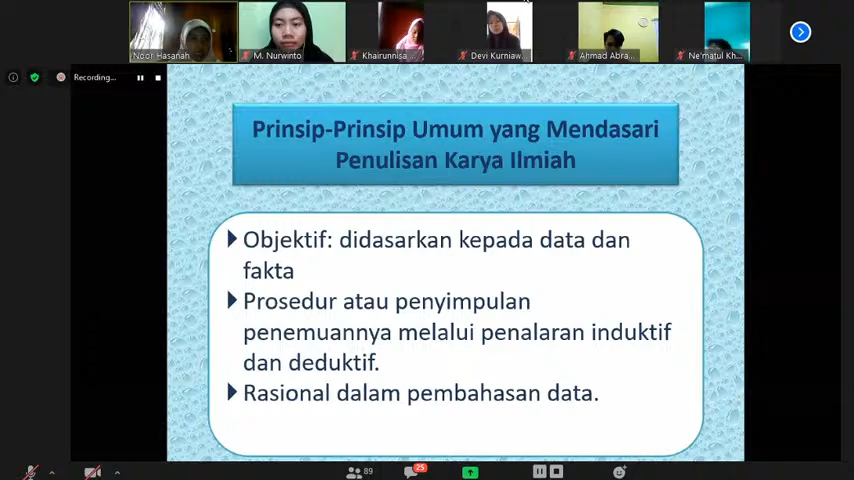 Noor Hasanah
M. Nurwinto
Khairunnisa ...
Devi Kurniaw...
Ahmad Abra...
Ne'matul Kh...
Recording...
Prinsip-Prinsip Umum yang Mendasari
Penulisan Karya Ilmiah
Objektif: didasarkan kepada data dan
fakta
Prosedur atau penyimpulan
penemuannya melalui penalaran induktif
dan deduktif.
Rasional dalam pembahasan data.
89
25